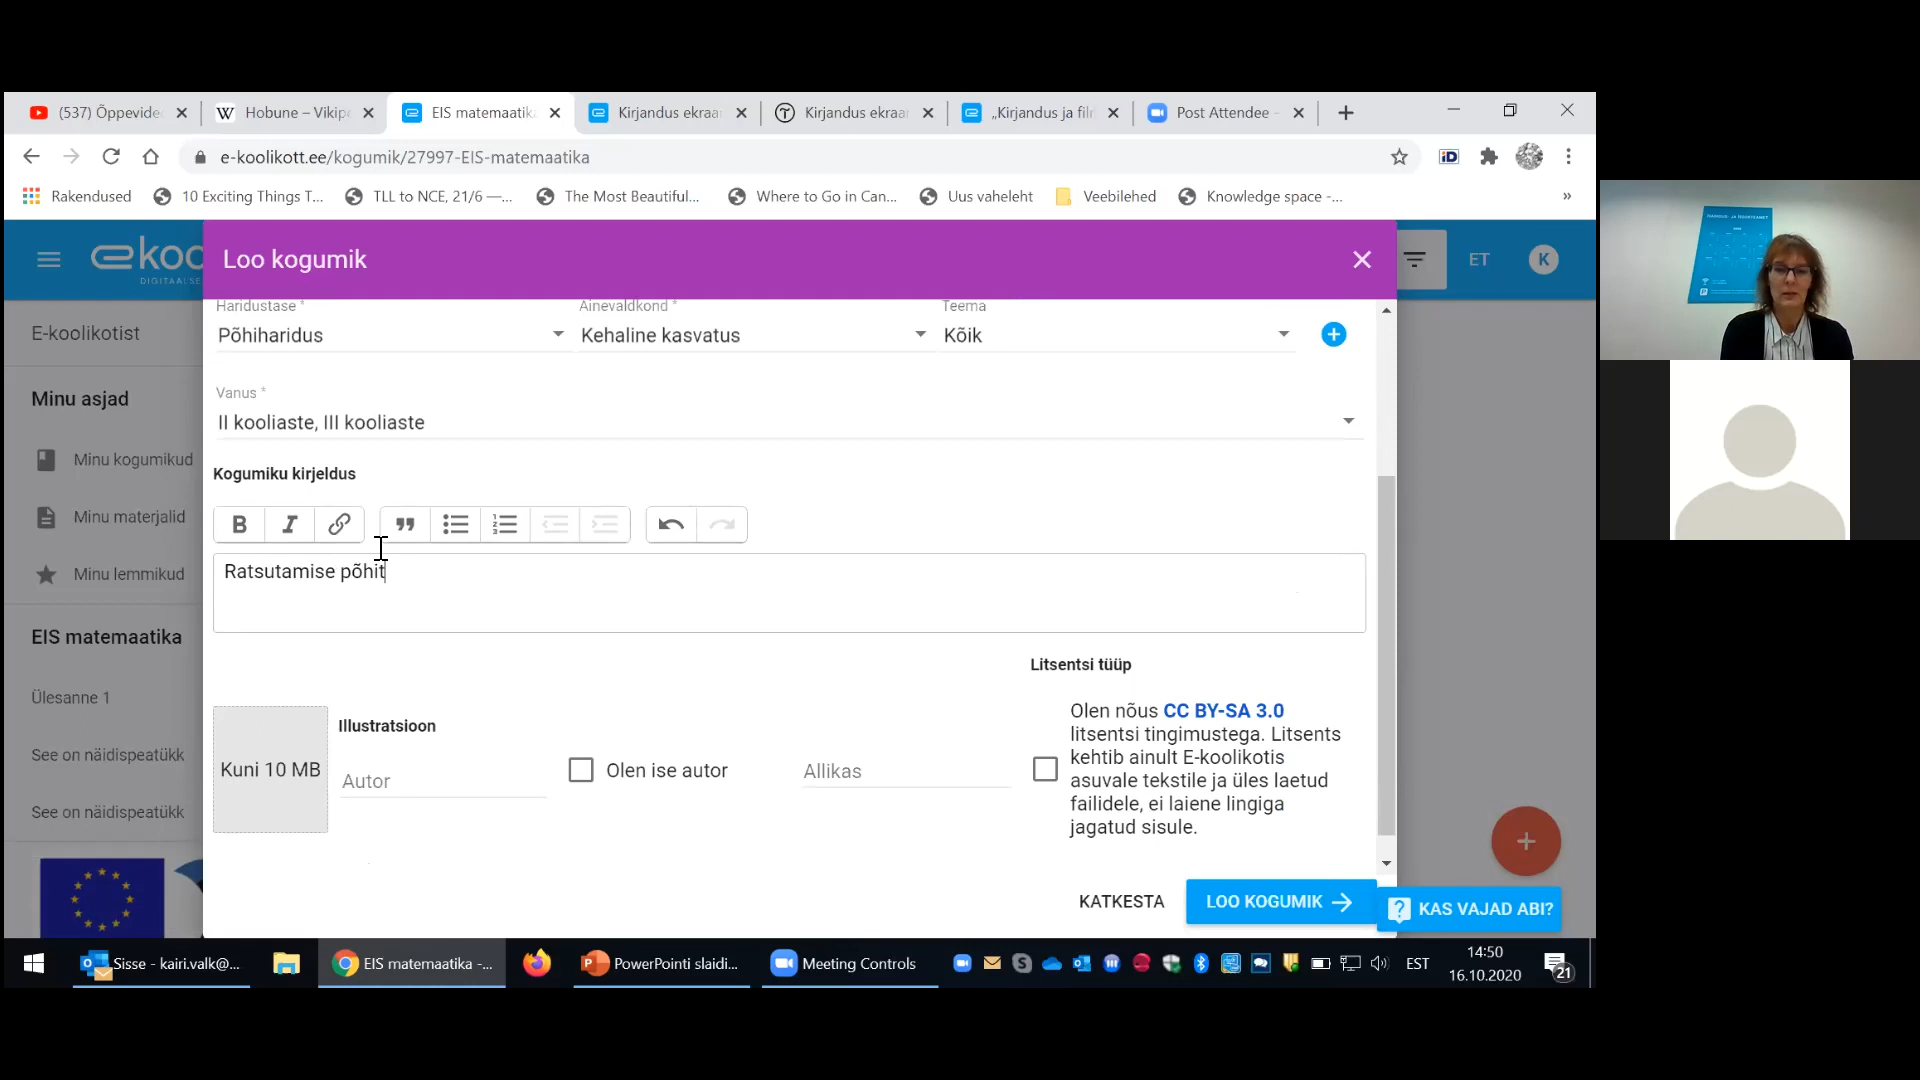 (537) Õppevide
Hobune – Vikipe
EIS matemaatika
Kirjandus ekraa
Kirjandus ekraar
„Kirjandus ja film
Post Attendee -
e-koolikott.ee/kogumik/27997-EIS-matemaatika
Rakendused
10 Exciting Things T...
TLL to NCE, 21/6 —,...
The Most Beautiful...
Where to Go in Can...
Uus vaheleht
Veebilehed
Knowledge space -...
»
ekoo
DIGITAALSE
Loo kogumik
ET
K
E-koolikotist
Minu asjad
Minu kogumikud
Minu materjalid
Minu lemmikud
EIS matemaatika
Ülesanne 1
See on näidispeatükk
See on näidispeatükk
Haridustase *
Ainevaldkond *
Teema
Põhiharidus
Kehaline kasvatus
Kõik
Vanus *
II kooliaste, III kooliaste
Kogumiku kirjeldus
Ratsutamise põhit
Litsentsi tüüp
Kuni 10 MB
Illustratsioon
Autor
Olen ise autor
Allikas
Olen nõus CC BY-SA 3.0
litsentsi tingimustega. Litsents
kehtib ainult E-koolikotis
asuvale tekstile ja üles laetud
failidele, ei laiene lingiga
jagatud sisule.
KATKESTA
LOO KOGUMIK
KAS VAJAD ABI?
Sisse - kairi.valk@...
EIS matemaatika -...
PowerPointi slaidi...
Meeting Controls
EST
14:50
16.10.2020
21